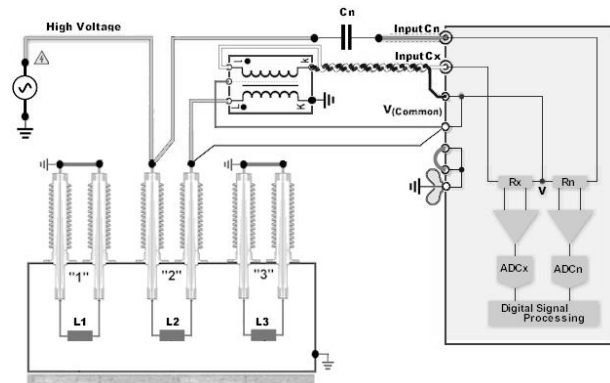 Cn
High Voltage
Input Cn
Input Cx
l
k
L
K
V(Common)
Rx
V
Rn
"1"
"2"
"3"
ADCx
ADCn
L1
L2
L3
Digital Signal
Processing